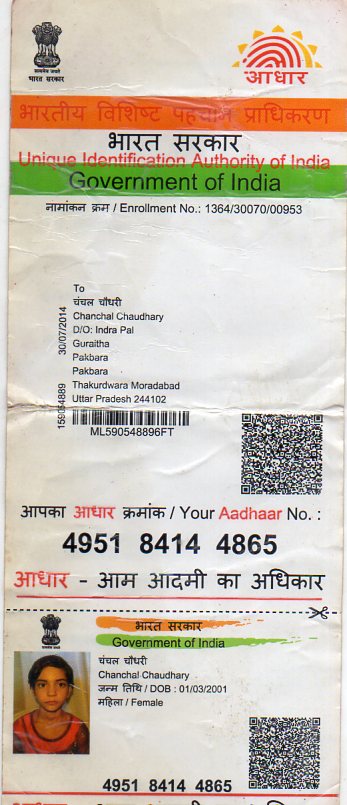 सत्यमेव जयते
भारत सरकार
आधार
भारतीय विशिष्ट पहचान प्राधिकरण
भारत सरकार
Unique Identification Authority of India
Government of India
नामांकन क्रम / Enrollment No.: 1364/30070/00953
30/07/2014
To
चंचल चौधरी
Chanchal Chaudhary
D/O: Indra Pal
Guraitha
Pakbara
Pakbara
Thakurdwara Moradabad
Uttar Pradesh 244102
ML590548896FT
आपका आधार क्रमांक / Your Aadhaar No. :
4951 8414 4865
आधार - आम आदमी का अधिकार
भारत सरकार
Government of India
चंचल चौधरी
Chanchal Chaudhary
जन्म तिथि / DOB : 01/03/2001
महिला / Female
4951 8414 4865